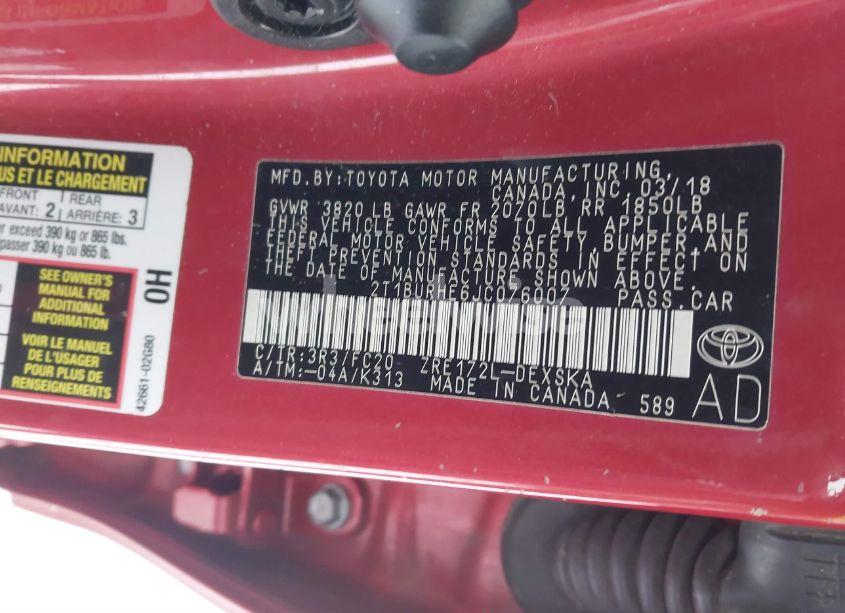 INFORMATION
US ET LE CHARGEMENT
FRONT
AVANT: 2
REAR
ARRIÈRE: 3
er exceed 390 kg or 865 lbs.
epasser 390 kg ou 865 lb.
SEE OWNER'S
MANUAL FOR
ADDITIONAL
INFORMATION
VOIR LE MANUEL
DE L'USAGER
POUR PLUS DE
RENSEIGNEMENTS
0H
42661-02G80
MFD.BY:TOYOTA MOTOR MANUFACTURING,
CANADA, INC. 03/18
GVWR 3820 LB GAWR FR 2020LB RR 1850LB
THIS VEHICLE CONFORMS TO ALL APPLICABLE
FEDERAL MOTOR VEHICLE SAFETY, BUMPER, AND
THEFT PREVENTION STANDARDS IN EFFECT ON
THE DATE OF MANUFACTURE SHOWN ABOVE.
PASS.CAR
C/TR:3R3/FC20 ZRE172L-DEXSKA
A/TM:-04A/K313 MADE IN CANADA 589
AD